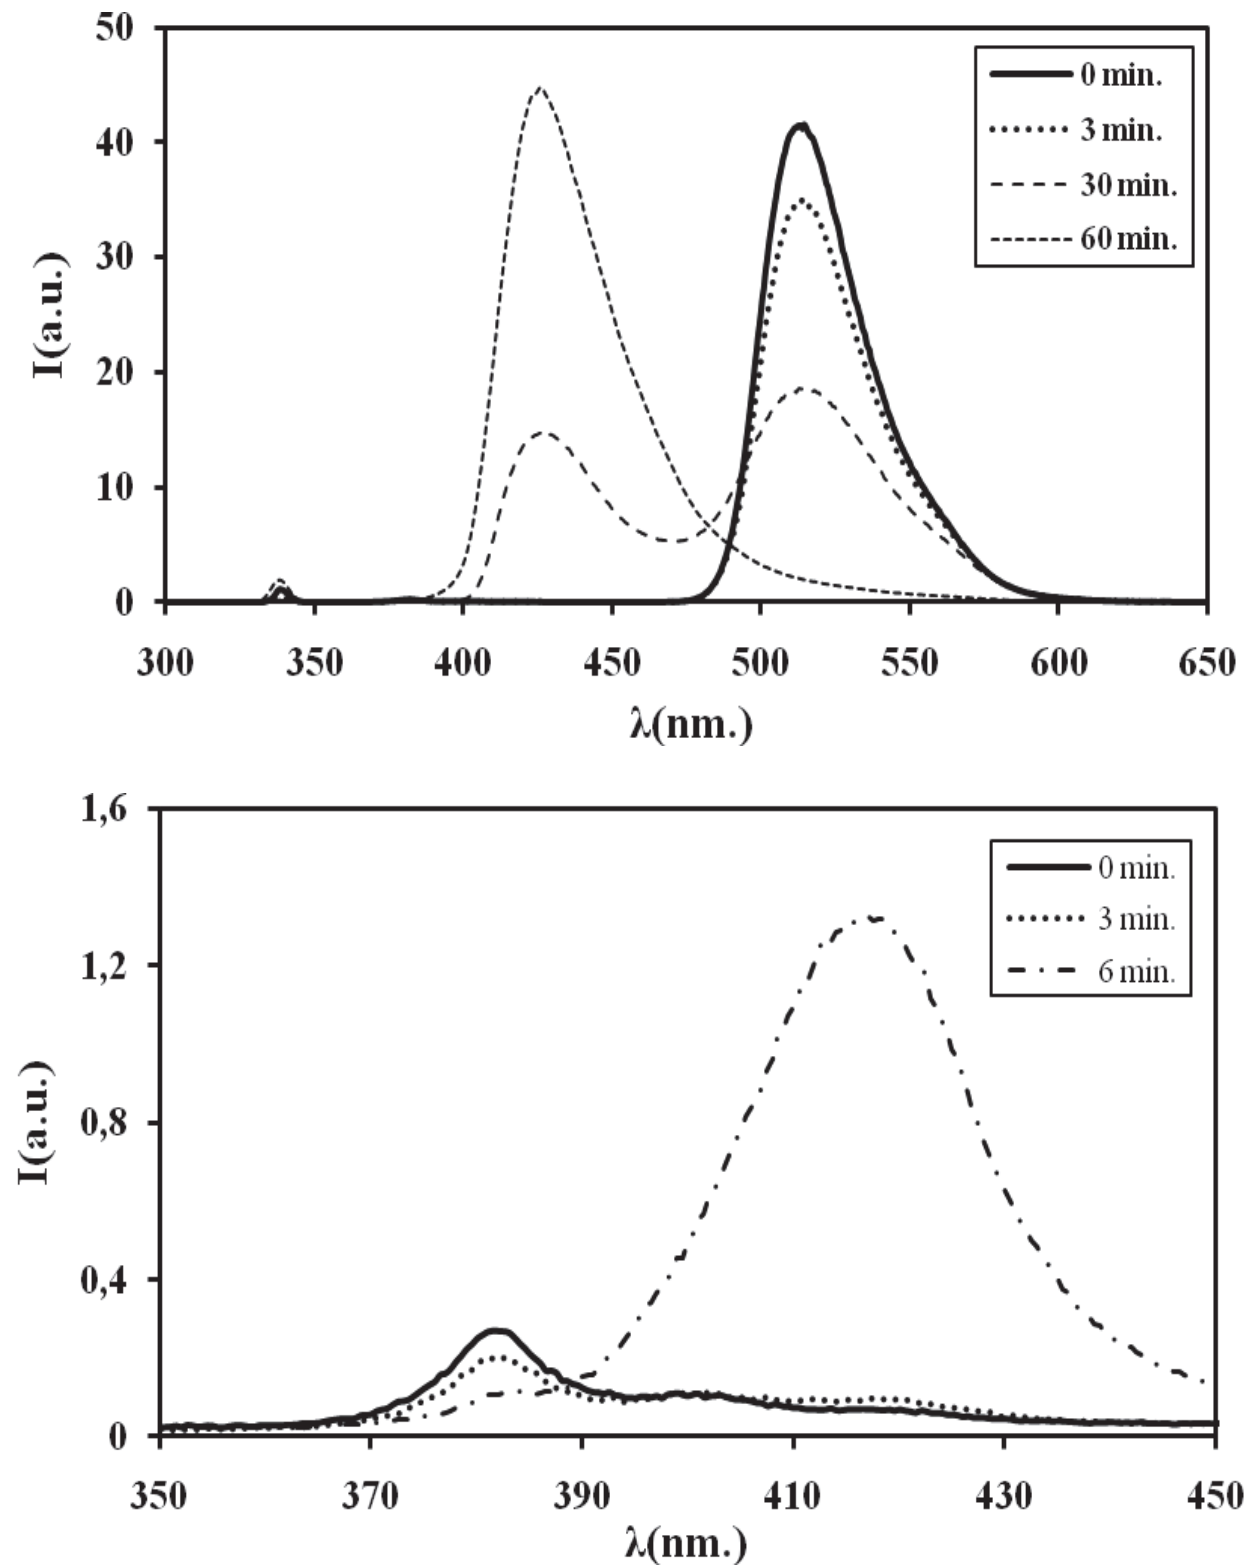 50
40
30
20
10
0
I(a.u.)
0 min.
3 min.
30 min.
60 min.
300 350 400 450 500 550 600 650
λ(nm.)
1,6
1,2
0,8
0,4
0
I(a.u.)
0 min.
3 min.
6 min.
350 370 390 410 430 450
λ(nm.)